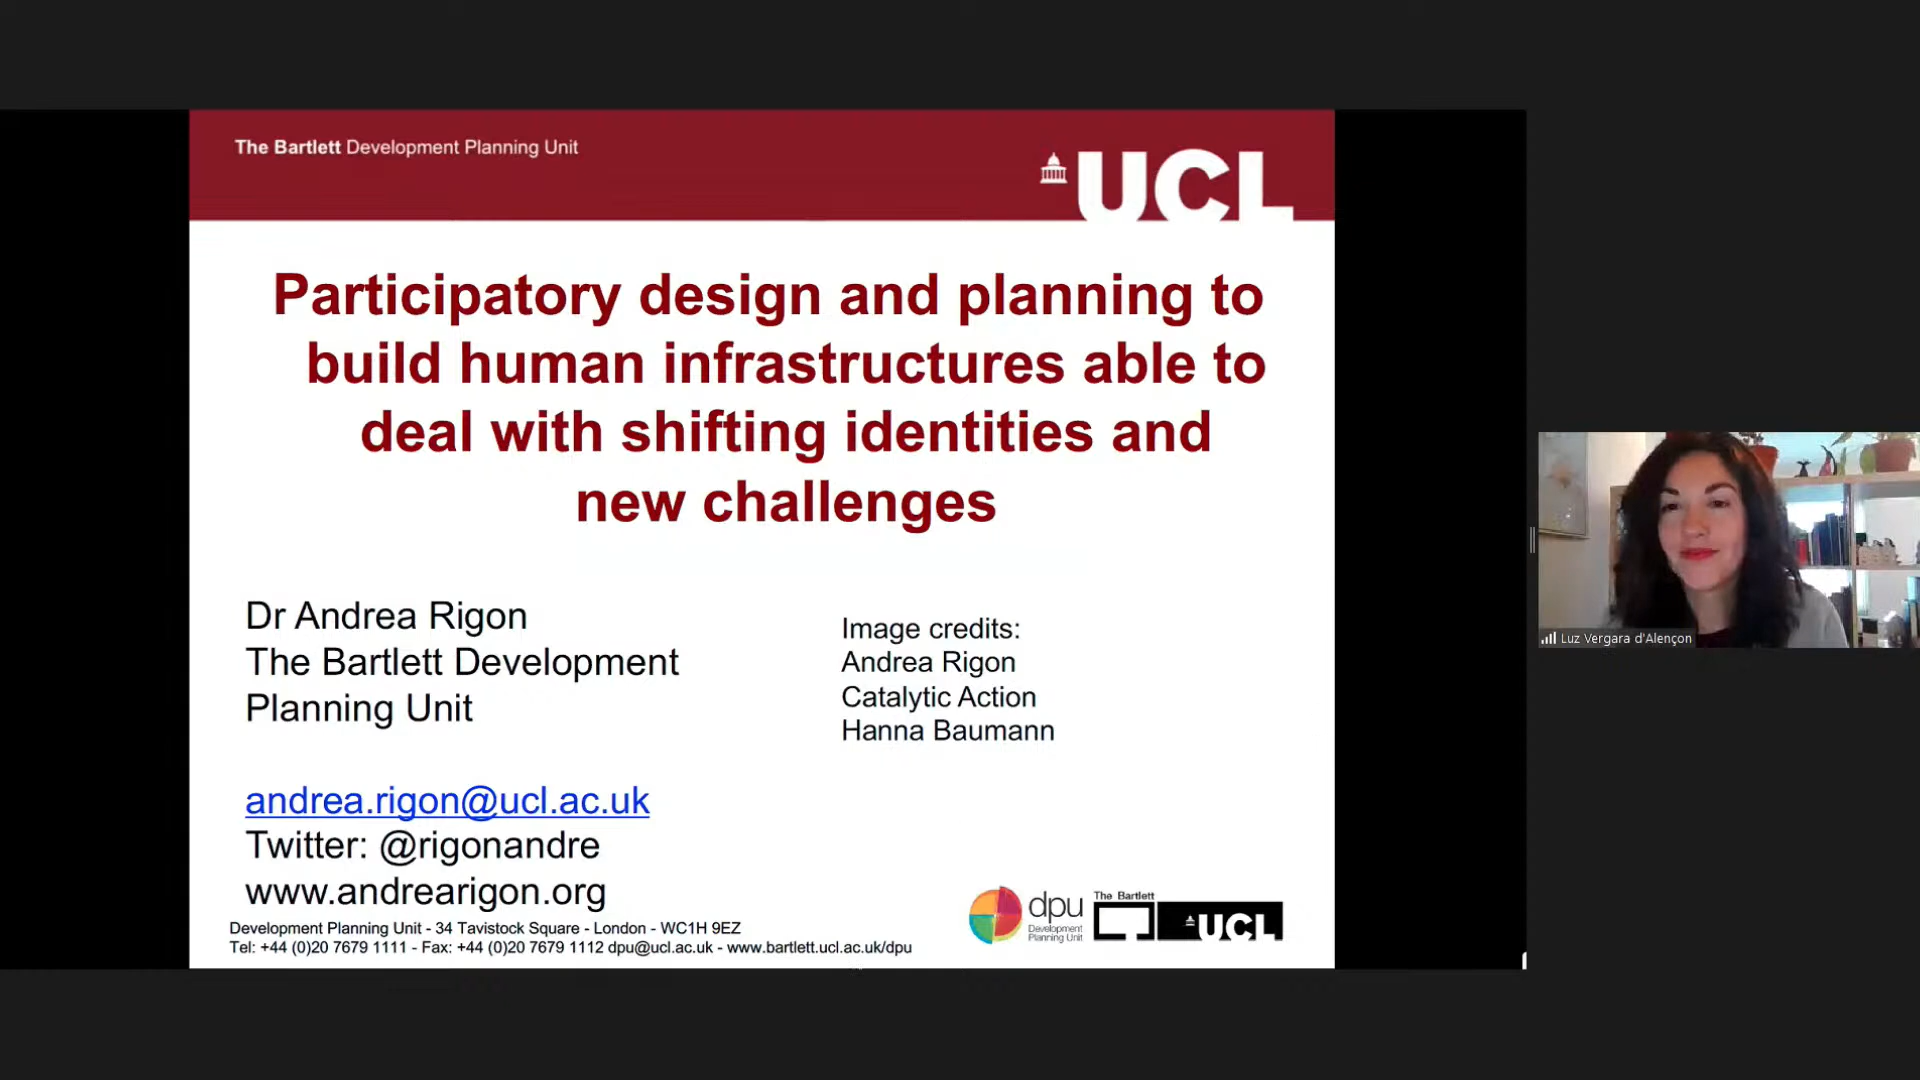 The Bartlett Development Planning Unit
UCL
Participatory design and planning to
build human infrastructures able to
deal with shifting identities and
new challenges
Dr Andrea Rigon
The Bartlett Development
Planning Unit
Image credits:
Andrea Rigon
Catalytic Action
Hanna Baumann
andrea.rigon@ucl.ac.uk
Twitter: @rigonandre
www.andrearigon.org
Development Planning Unit - 34 Tavistock Square - London - WC1H 9EZ
Tel: +44 (0)20 7679 1111 - Fax: +44 (0)20 7679 1112 dpu@ucl.ac.uk - www.bartlett.ucl.ac.uk/dpu
dpu
Development
Planning Unit
The Bartlett
UCL
Luz Vergara d'Alençon